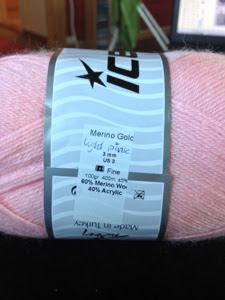 ICE
Merino Gold
Light pink
3 mm
US 3
Fine
100gr. 400m.
60% Merino Wool
40% Acrylic
Made in Turkey